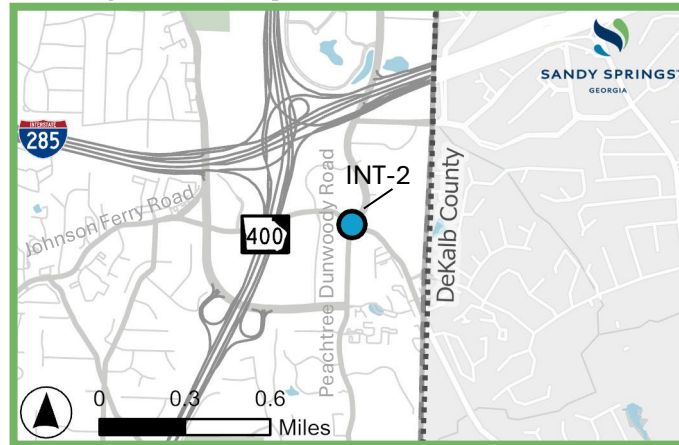 SANDY SPRINGS
GEORGIA
INTERSTATE
285
INT-2
Johnson Ferry Road
400
Peachtree Dunwoody Road
DeKalb County
0 0.3 0.6
Miles